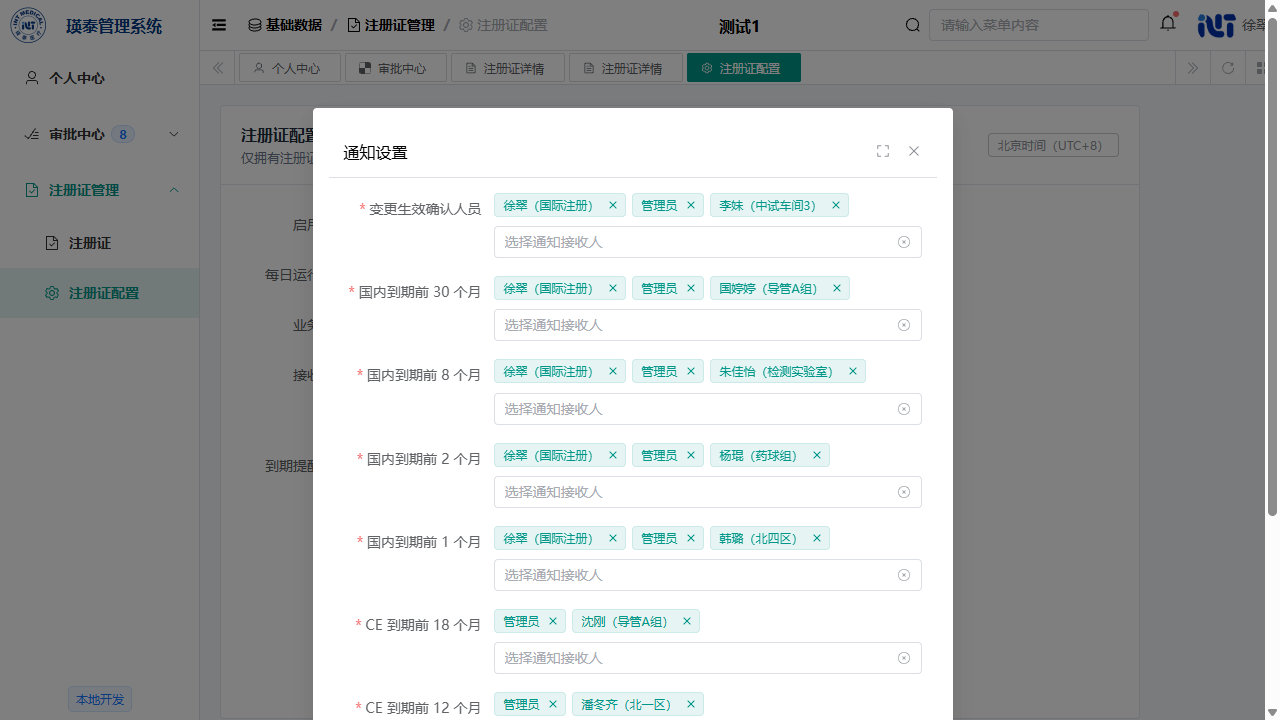 瑛泰管理系统
基础数据 / 注册证管理 / 注册证配置
测试1
请输入菜单内容
个人中心
审批中心
注册证详情
注册证详情
注册证配置
个人中心
审批中心 8
注册证管理
注册证
注册证配置
本地开发
注册证配置
北京时间（UTC+8）
每日运行
到期提醒
通知设置
* 变更生效确认人员
徐翠（国际注册） 管理员 李妹（中试车间3）
选择通知接收人
* 国内到期前 30 个月
徐翠（国际注册） 管理员 国婷婷（导管A组）
选择通知接收人
* 国内到期前 8 个月
徐翠（国际注册） 管理员 朱佳怡（检测实验室）
选择通知接收人
* 国内到期前 2 个月
徐翠（国际注册） 管理员 杨琨（药球组）
选择通知接收人
* 国内到期前 1 个月
徐翠（国际注册） 管理员 韩璐（北四区）
选择通知接收人
* CE 到期前 18 个月
管理员 沈刚（导管A组）
选择通知接收人
* CE 到期前 12 个月
管理员 潘冬齐（北一区）